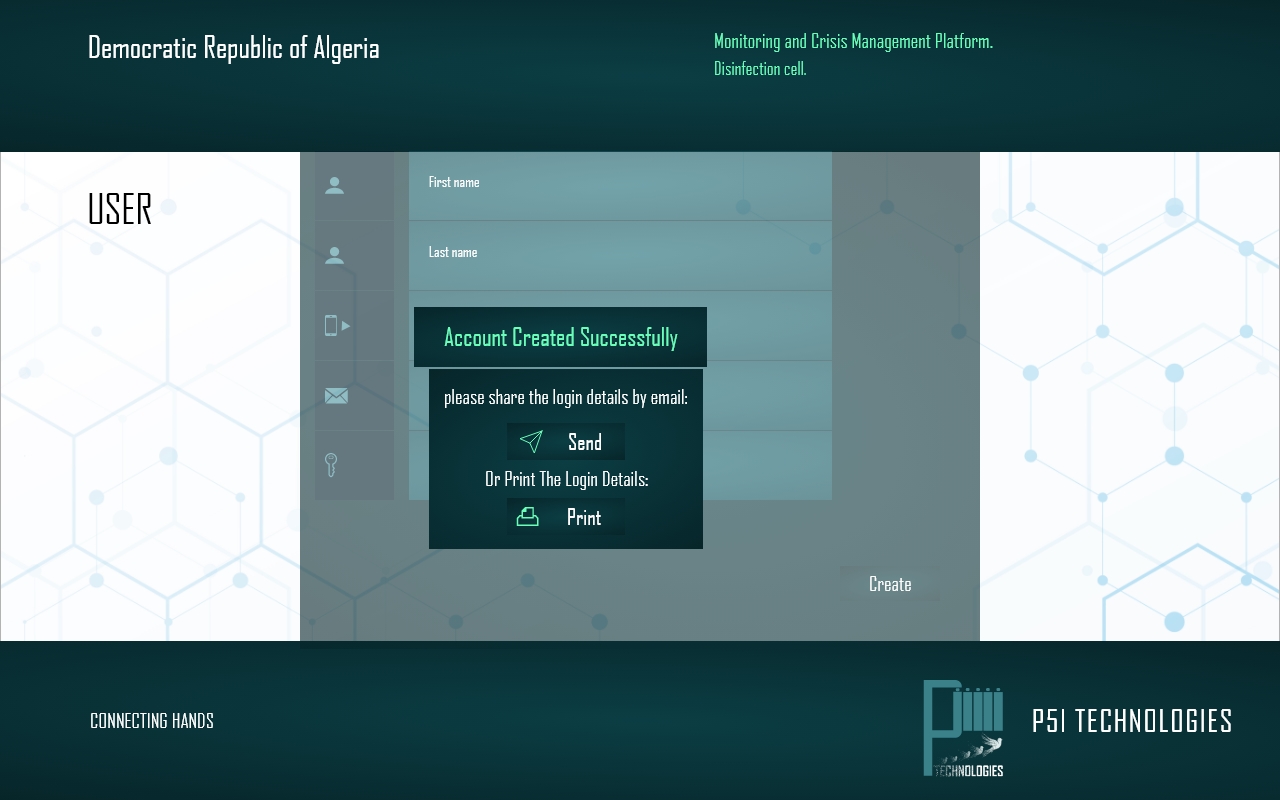 Democratic Republic of Algeria
Monitoring and Crisis Management Platform.
Disinfection cell.
USER
First name
Last name
Account Created Successfully
please share the login details by email:
Send
Or Print The Login Details:
Print
Create
CONNECTING HANDS
TECHNOLOGIES
P51 TECHNOLOGIES